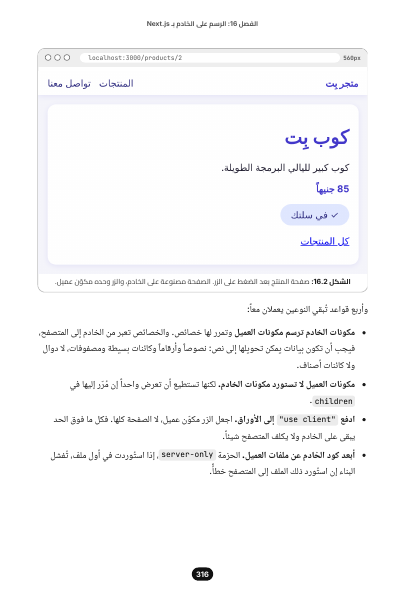 الفصل 16: الرسم على الخادم بـ Next.js
localhost:3000/products/2
560px
متجر بِت
المنتجات تواصل معنا
كوب بِت
كوب كبير لليالي البرمجة الطويلة.
85 جنيهاً
✓ في سلتك
كل المنتجات
الشكل 16.2: صفحة المنتج بعد الضغط على الزر. الصفحة مصنوعة على الخادم، والزر وحده مكوّن عميل.
وأربع قواعد تُبقي النوعين يعملان معاً:
• مكونات الخادم ترسم مكونات العميل وتمرر لها خصائص. والخصائص تعبر من الخادم إلى المتصفح،
فيجب أن تكون بيانات يمكن تحويلها إلى نص: نصوصاً وأرقاماً وكائنات بسيطة ومصفوفات، لا دوال
ولا كائنات أصناف.
• مكونات العميل لا تستورد مكونات الخادم. لكنها تستطيع أن تعرض واحداً إن مُرّر إليها في
children.
• ادفع "use client" إلى الأوراق. اجعل الزر مكوّن عميل، لا الصفحة كلها. فكل ما فوق الحد
يبقى على الخادم ولا يكلف المتصفح شيئاً.
• أبعد كود الخادم عن ملفات العميل. الحزمة server-only، إذا استُوردت في أول ملف، تُفشل
البناء إن استُورد ذلك الملف إلى المتصفح خطأً.
316